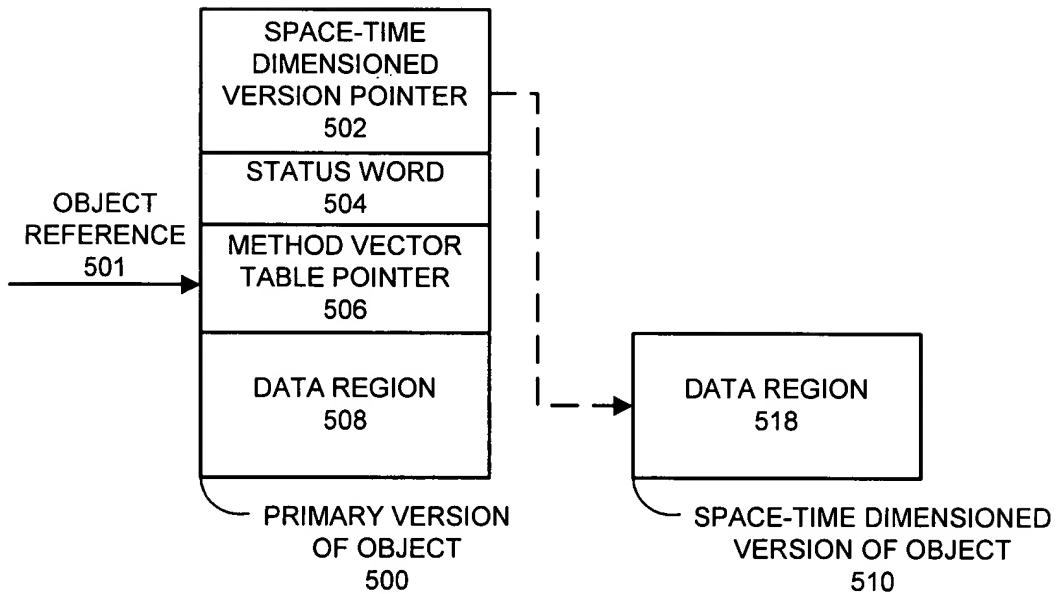 SPACE-TIME
DIMENSIONED
VERSION POINTER
502
STATUS WORD
504
OBJECT
REFERENCE
501
METHOD VECTOR
TABLE POINTER
506
DATA REGION
508
DATA REGION
518
PRIMARY VERSION
OF OBJECT
500
SPACE-TIME DIMENSIONED
VERSION OF OBJECT
510